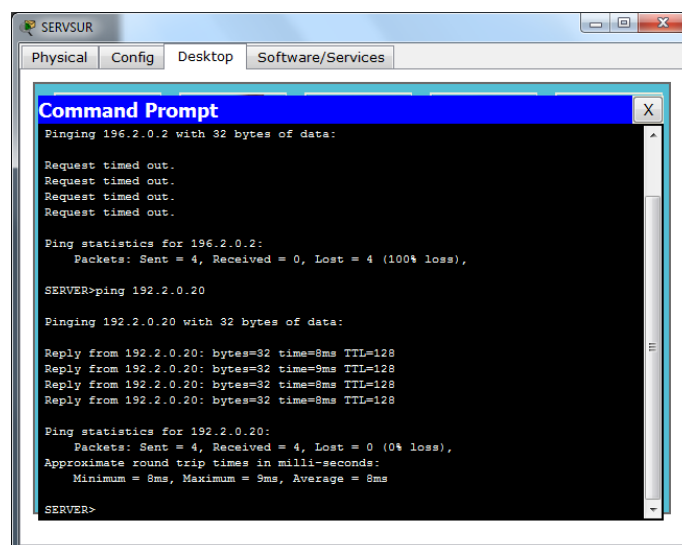 SERVSUR
Physical Config Desktop Software/Services
Command Prompt X
Pinging 196.2.0.2 with 32 bytes of data:
Request timed out.
Request timed out.
Request timed out.
Request timed out.
Ping statistics for 196.2.0.2:
Packets: Sent = 4, Received = 0, Lost = 4 (100% loss),
SERVER>ping 192.2.0.20
Pinging 192.2.0.20 with 32 bytes of data:
Reply from 192.2.0.20: bytes=32 time=8ms TTL=128
Reply from 192.2.0.20: bytes=32 time=9ms TTL=128
Reply from 192.2.0.20: bytes=32 time=8ms TTL=128
Reply from 192.2.0.20: bytes=32 time=8ms TTL=128
Ping statistics for 192.2.0.20:
Packets: Sent = 4, Received = 4, Lost = 0 (0% loss),
Approximate round trip times in milli-seconds:
Minimum = 8ms, Maximum = 9ms, Average = 8ms
SERVER>